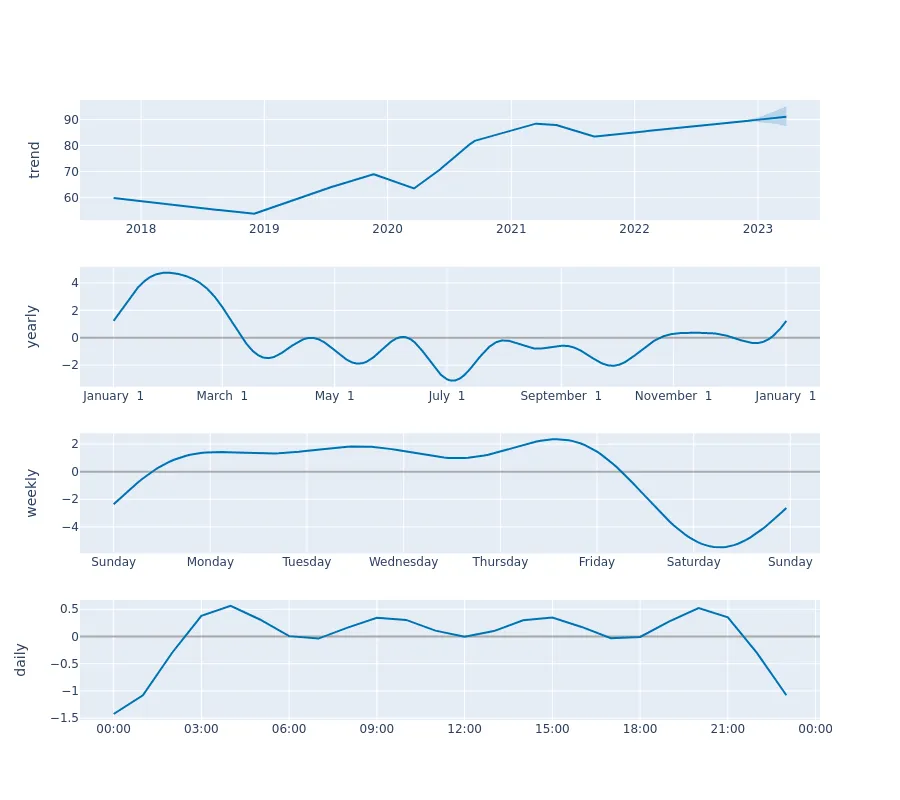 trend
90
80
70
60
2018 2019 2020 2021 2022 2023
yearly
4
2
0
−2
January 1 March 1 May 1 July 1 September 1 November 1 January 1
weekly
2
0
−2
−4
Sunday Monday Tuesday Wednesday Thursday Friday Saturday Sunday
daily
0.5
0
−0.5
−1
−1.5
00:00 03:00 06:00 09:00 12:00 15:00 18:00 21:00 00:00